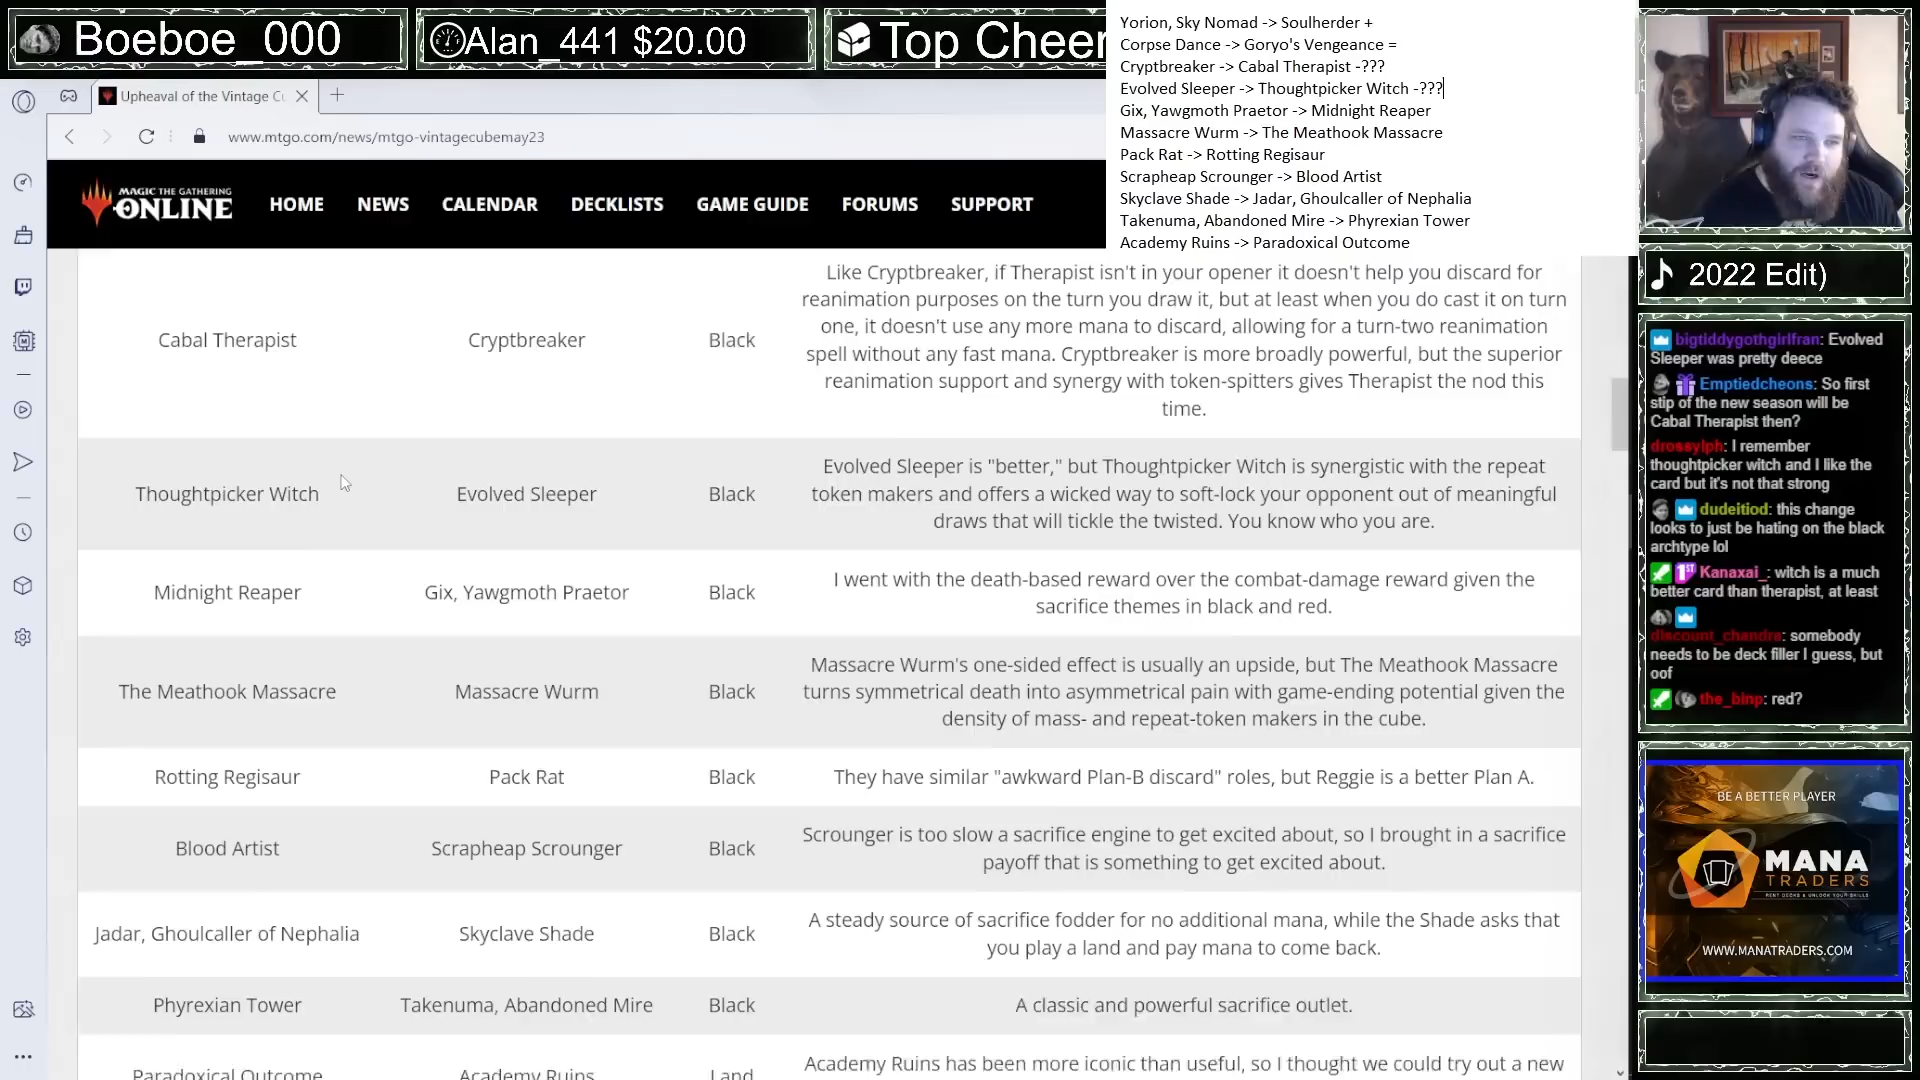 Boeboe_000
Alan_441 $20.00
Top Cheer
Yorion, Sky Nomad -> Soulherder +
Corpse Dance -> Goryo's Vengeance =
Cryptbreaker -> Cabal Therapist -???
Evolved Sleeper -> Thoughtpicker Witch -???
Gix, Yawgmoth Praetor -> Midnight Reaper
Massacre Wurm -> The Meathook Massacre
Pack Rat -> Rotting Regisaur
Scrapheap Scrounger -> Blood Artist
Skyclave Shade -> Jadar, Ghoulcaller of Nephalia
Takenuma, Abandoned Mire -> Phyrexian Tower
Academy Ruins -> Paradoxical Outcome
Upheaval of the Vintage Cu
www.mtgo.com/news/mtgo-vintagecubemay23
MAGIC THE GATHERING
ONLINE
HOME NEWS CALENDAR DECKLISTS GAME GUIDE FORUMS SUPPORT
Like Cryptbreaker, if Therapist isn't in your opener it doesn't help you discard for
reanimation purposes on the turn you draw it, but at least when you do cast it on turn
one, it doesn't use any more mana to discard, allowing for a turn-two reanimation
Cabal Therapist Cryptbreaker Black
spell without any fast mana. Cryptbreaker is more broadly powerful, but the superior
reanimation support and synergy with token-spitters gives Therapist the nod this
time.
Evolved Sleeper is "better," but Thoughtpicker Witch is synergistic with the repeat
Thoughtpicker Witch Evolved Sleeper Black token makers and offers a wicked way to soft-lock your opponent out of meaningful
draws that will tickle the twisted. You know who you are.
Midnight Reaper Gix, Yawgmoth Praetor Black I went with the death-based reward over the combat-damage reward given the
sacrifice themes in black and red.
Massacre Wurm's one-sided effect is usually an upside, but The Meathook Massacre
The Meathook Massacre Massacre Wurm Black turns symmetrical death into asymmetrical pain with game-ending potential given the
density of mass- and repeat-token makers in the cube.
Rotting Regisaur Pack Rat Black They have similar "awkward Plan-B discard" roles, but Reggie is a better Plan A.
Blood Artist Scrapheap Scrounger Black Scrounger is too slow a sacrifice engine to get excited about, so I brought in a sacrifice
payoff that is something to get excited about.
Jadar, Ghoulcaller of Nephalia Skyclave Shade Black A steady source of sacrifice fodder for no additional mana, while the Shade asks that
you play a land and pay mana to come back.
Phyrexian Tower Takenuma, Abandoned Mire Black A classic and powerful sacrifice outlet.
Academy Ruins has been more iconic than useful, so I thought we could try out a new
Paradoxical Outcome Academy Ruins Land
2022 Edit)
bigtiddygothgirlfran: Evolved
Sleeper was pretty deece
Emptiedcheons: So first
stip of the new season will be
Cabal Therapist then?
drossylph: I remember
thoughtpicker witch and I like the
card but it's not that strong
dudeitiod: this change
looks to just be hating on the black
archtype lol
Kanaxai_: witch is a much
better card than therapist, at least
discount_chandra: somebody
needs to be deck filler I guess, but
oof
the_binp: red?
BE A BETTER PLAYER
MANA
TRADERS
RENT DECKS & UNLOCK YOUR SKILLS
WWW.MANATRADERS.COM